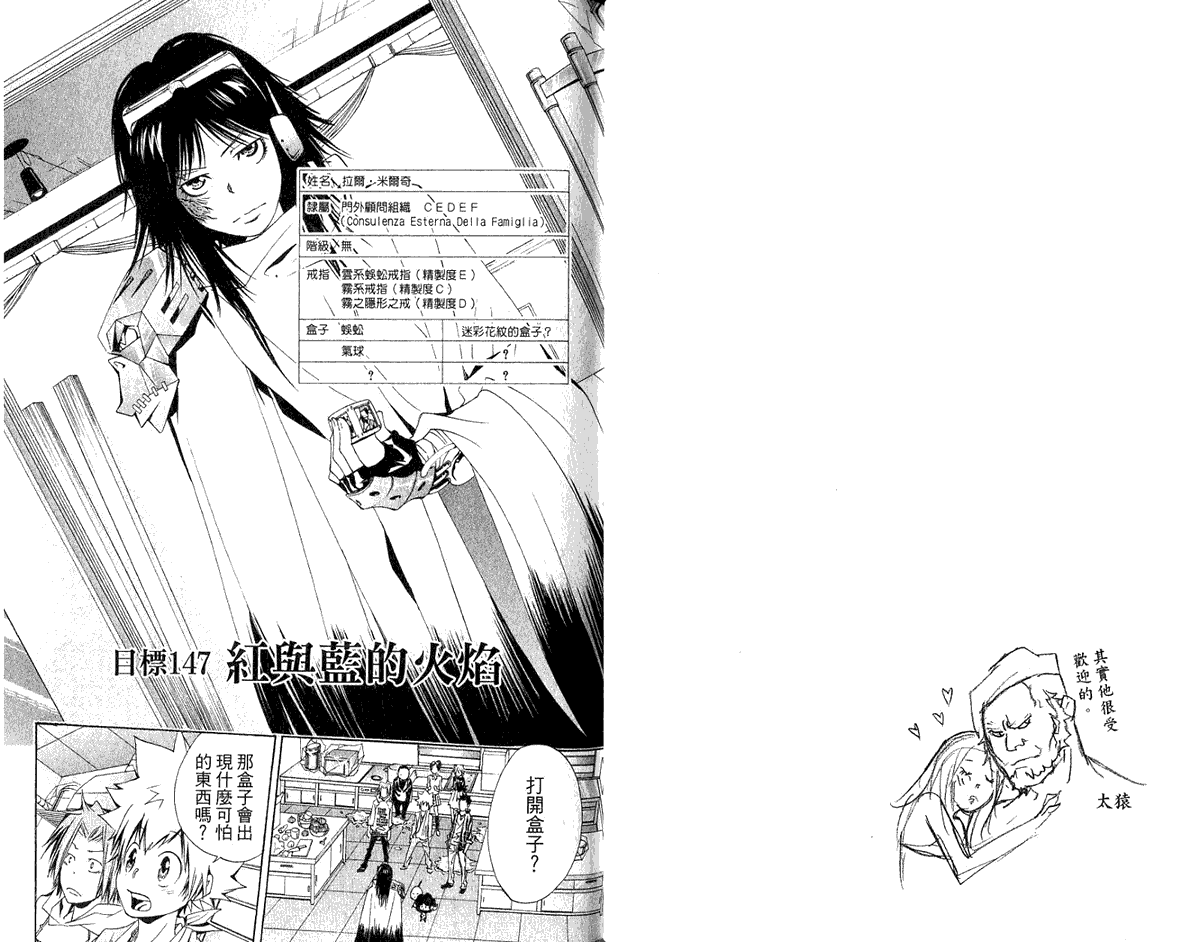 其實他很受
歡迎的。
太猿
姓名 拉爾·米爾奇
隸屬 門外顧問組織 CEDEF
(Consulenza Esterna Della Famiglia)
階級 無
戒指 雲系蜈蚣戒指(精製度E)
霧系戒指(精製度C)
霧之隱形之戒(精製度D)
盒子 蜈蚣 迷彩花紋的盒子?
氣球 ?
? ?
目標147 紅與藍的火焰
打開盒子?
那盒子會出
現什麼可怕
的東西嗎?